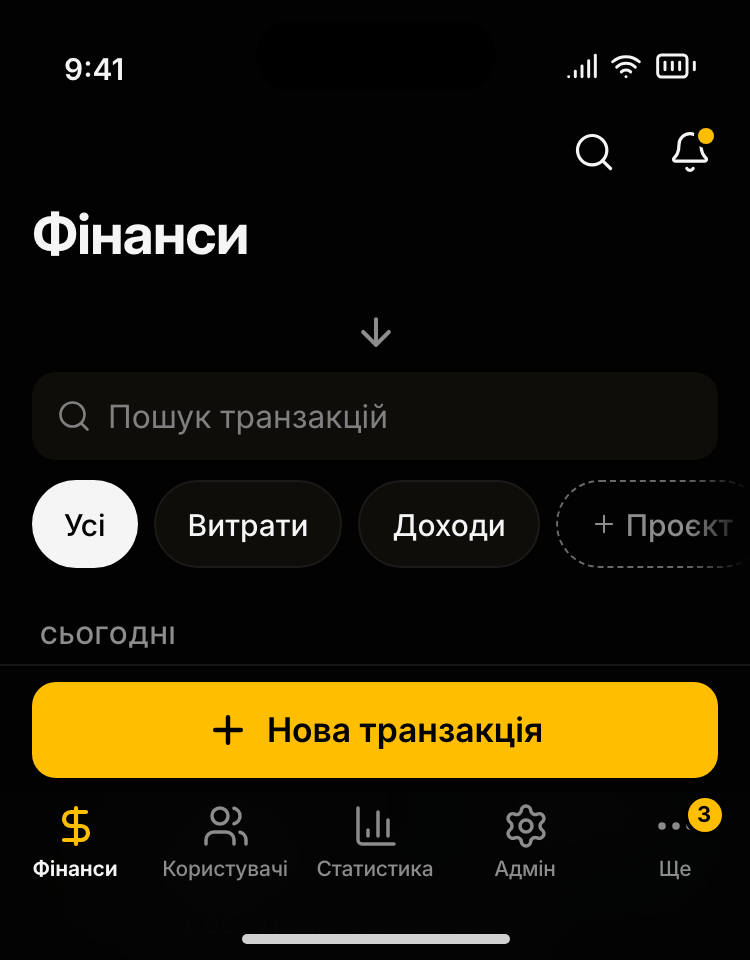 9:41
Фінанси
Пошук транзакцій
Усі
Витрати
Доходи
+ Проєкт
СЬОГОДНІ
+ Нова транзакція
3
Фінанси
Користувачі
Статистика
Адмін
Ще